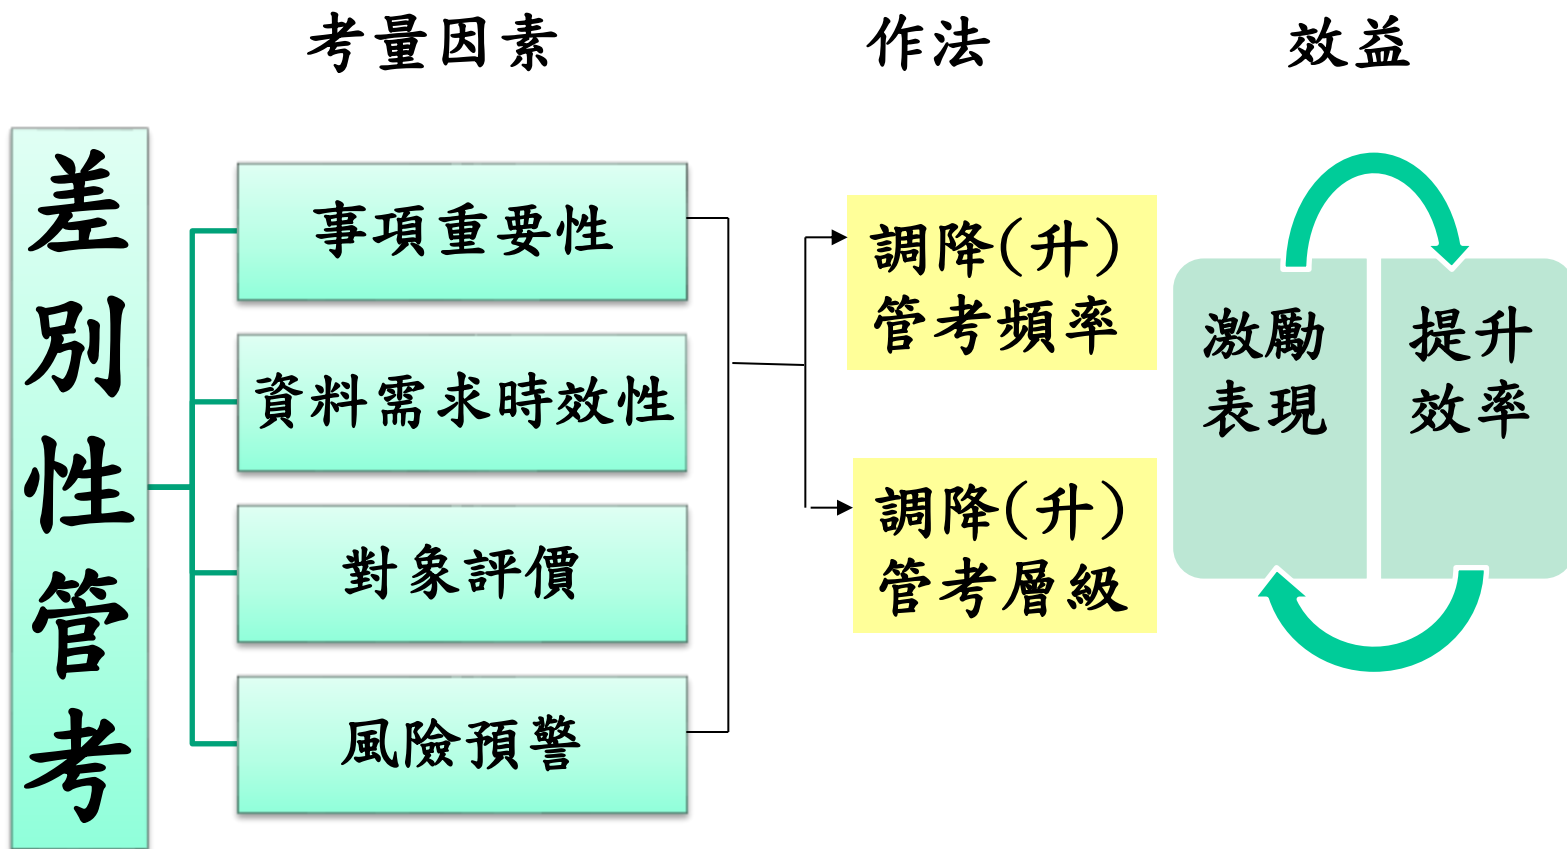 考量因素
作法
效益
差別性管考
事項重要性
資料需求時效性
對象評價
風險預警
調降(升)
管考頻率
調降(升)
管考層級
激勵
表現
提升
效率